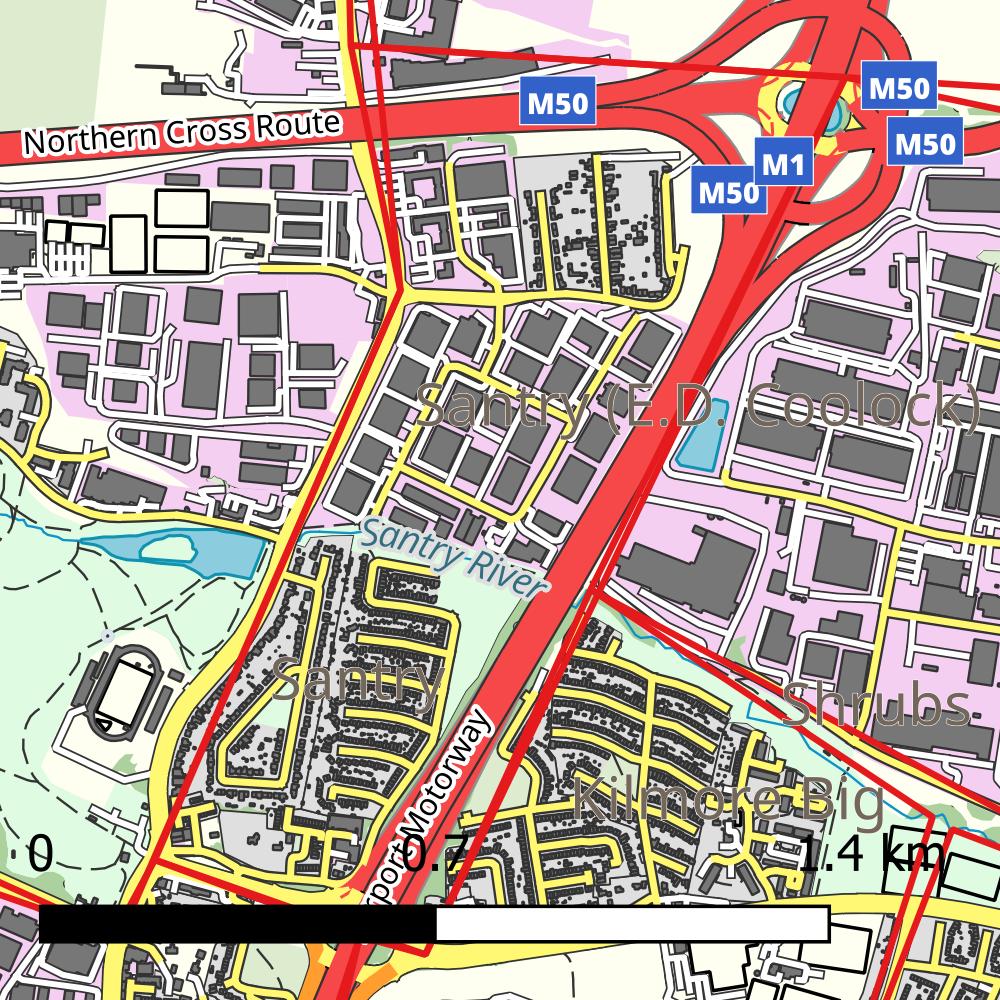 M50
M50
Northern Cross Route
M50
M1
M50
Santry (E.D. Coolock)
Santry River
Santry
Shrubs
Kilmore Big
port Motorway
0
0.7
1.4 km